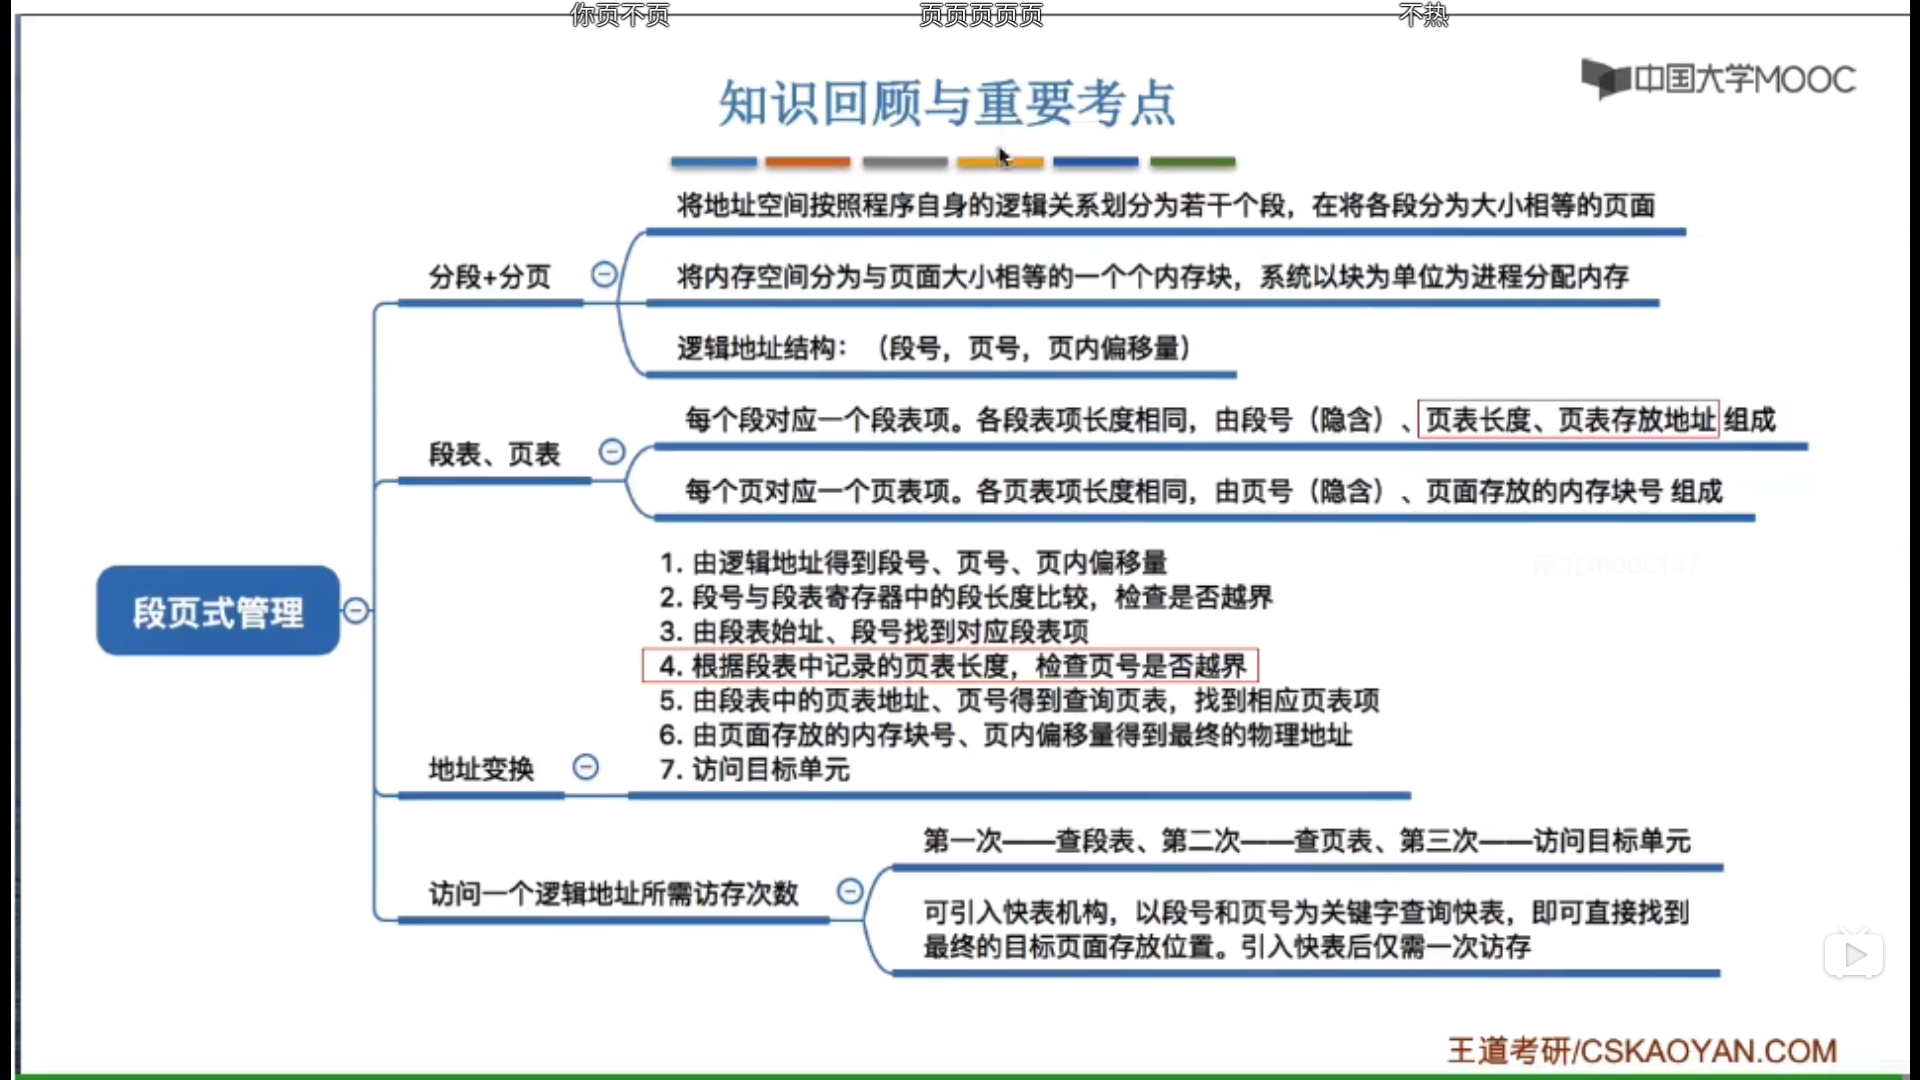 你页不页
页页页页页
不热
中国大学MOOC
知识回顾与重要考点
将地址空间按照程序自身的逻辑关系划分为若干个段，在将各段分为大小相等的页面
分段+分页
将内存空间分为与页面大小相等的一个个内存块，系统以块为单位为进程分配内存
逻辑地址结构：（段号，页号，页内偏移量）
每个段对应一个段表项。各段表项长度相同，由段号（隐含）、页表长度、页表存放地址 组成
段表、页表
每个页对应一个页表项。各页表项长度相同，由页号（隐含）、页面存放的内存块号 组成
段页式管理
1. 由逻辑地址得到段号、页号、页内偏移量
2. 段号与段表寄存器中的段长度比较，检查是否越界
3. 由段表始址、段号找到对应段表项
4. 根据段表中记录的页表长度，检查页号是否越界
5. 由段表中的页表地址、页号得到查询页表，找到相应页表项
6. 由页面存放的内存块号、页内偏移量得到最终的物理地址
7. 访问目标单元
地址变换
第一次——查段表、第二次——查页表、第三次——访问目标单元
访问一个逻辑地址所需访存次数
可引入快表机构，以段号和页号为关键字查询快表，即可直接找到
最终的目标页面存放位置。引入快表后仅需一次访存
王道考研/CSKAOYAN.COM